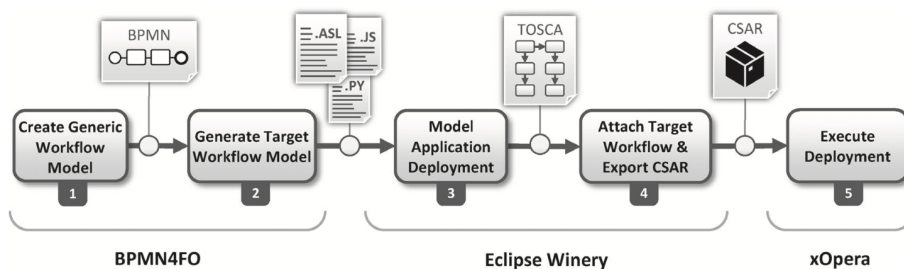 BPMN
.ASL
.JS
.PY
TOSCA
CSAR
Create Generic
Workflow
Model
1
Generate Target
Workflow Model
2
Model
Application
Deployment
3
Attach Target
Workflow &
Export CSAR
4
Execute
Deployment
5
BPMN4FO
Eclipse Winery
xOpera